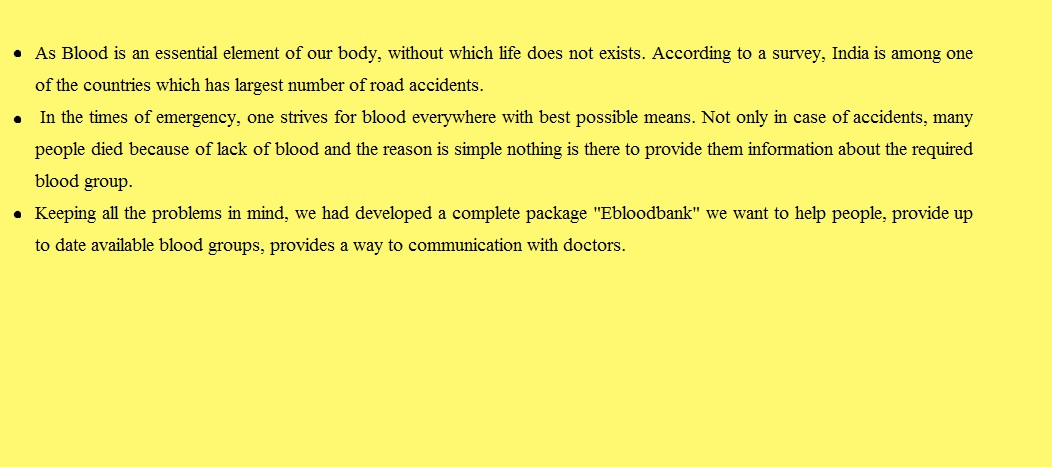 • As Blood is an essential element of our body, without which life does not exists. According to a survey, India is among one
of the countries which has largest number of road accidents.
• In the times of emergency, one strives for blood everywhere with best possible means. Not only in case of accidents, many
people died because of lack of blood and the reason is simple nothing is there to provide them information about the required
blood group.
• Keeping all the problems in mind, we had developed a complete package "Ebloodbank" we want to help people, provide up
to date available blood groups, provides a way to communication with doctors.